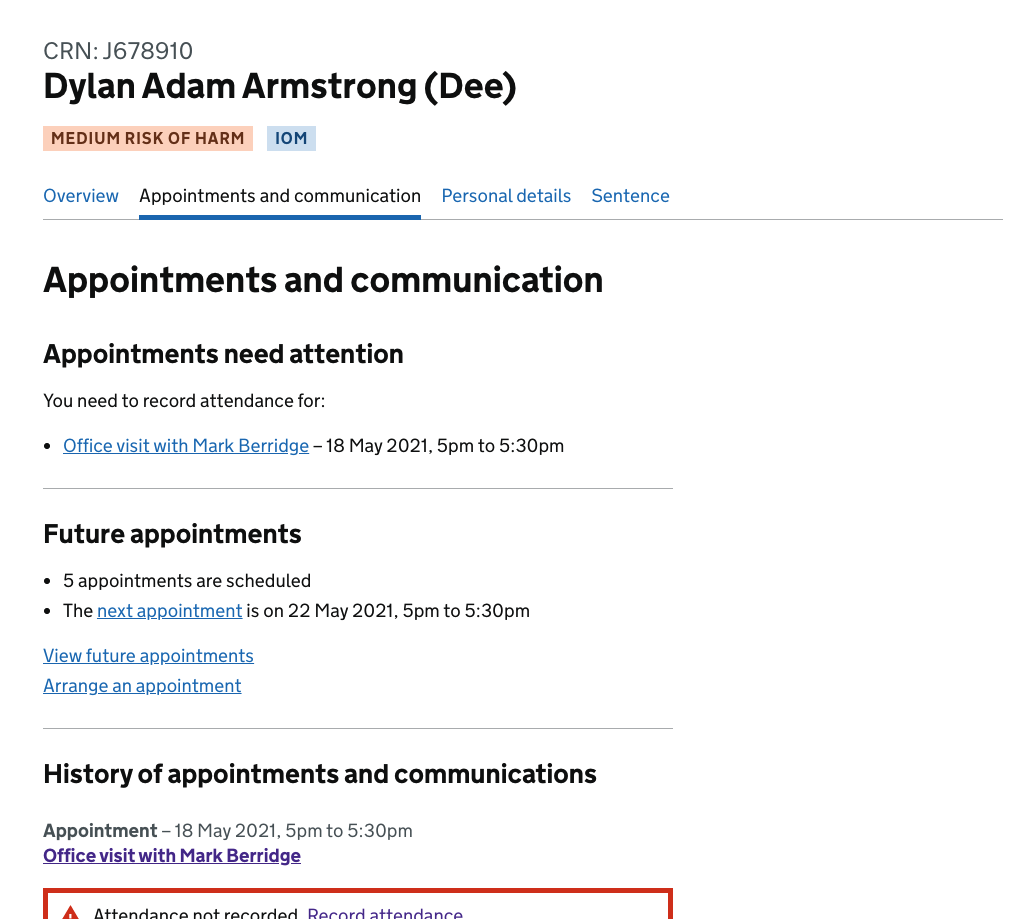 CRN: J678910
Dylan Adam Armstrong (Dee)
MEDIUM RISK OF HARM IOM
Overview Appointments and communication Personal details Sentence
Appointments and communication
Appointments need attention
You need to record attendance for:
• Office visit with Mark Berridge – 18 May 2021, 5pm to 5:30pm
Future appointments
• 5 appointments are scheduled
• The next appointment is on 22 May 2021, 5pm to 5:30pm
View future appointments
Arrange an appointment
History of appointments and communications
Appointment – 18 May 2021, 5pm to 5:30pm
Office visit with Mark Berridge
Attendance not recorded. Record attendance